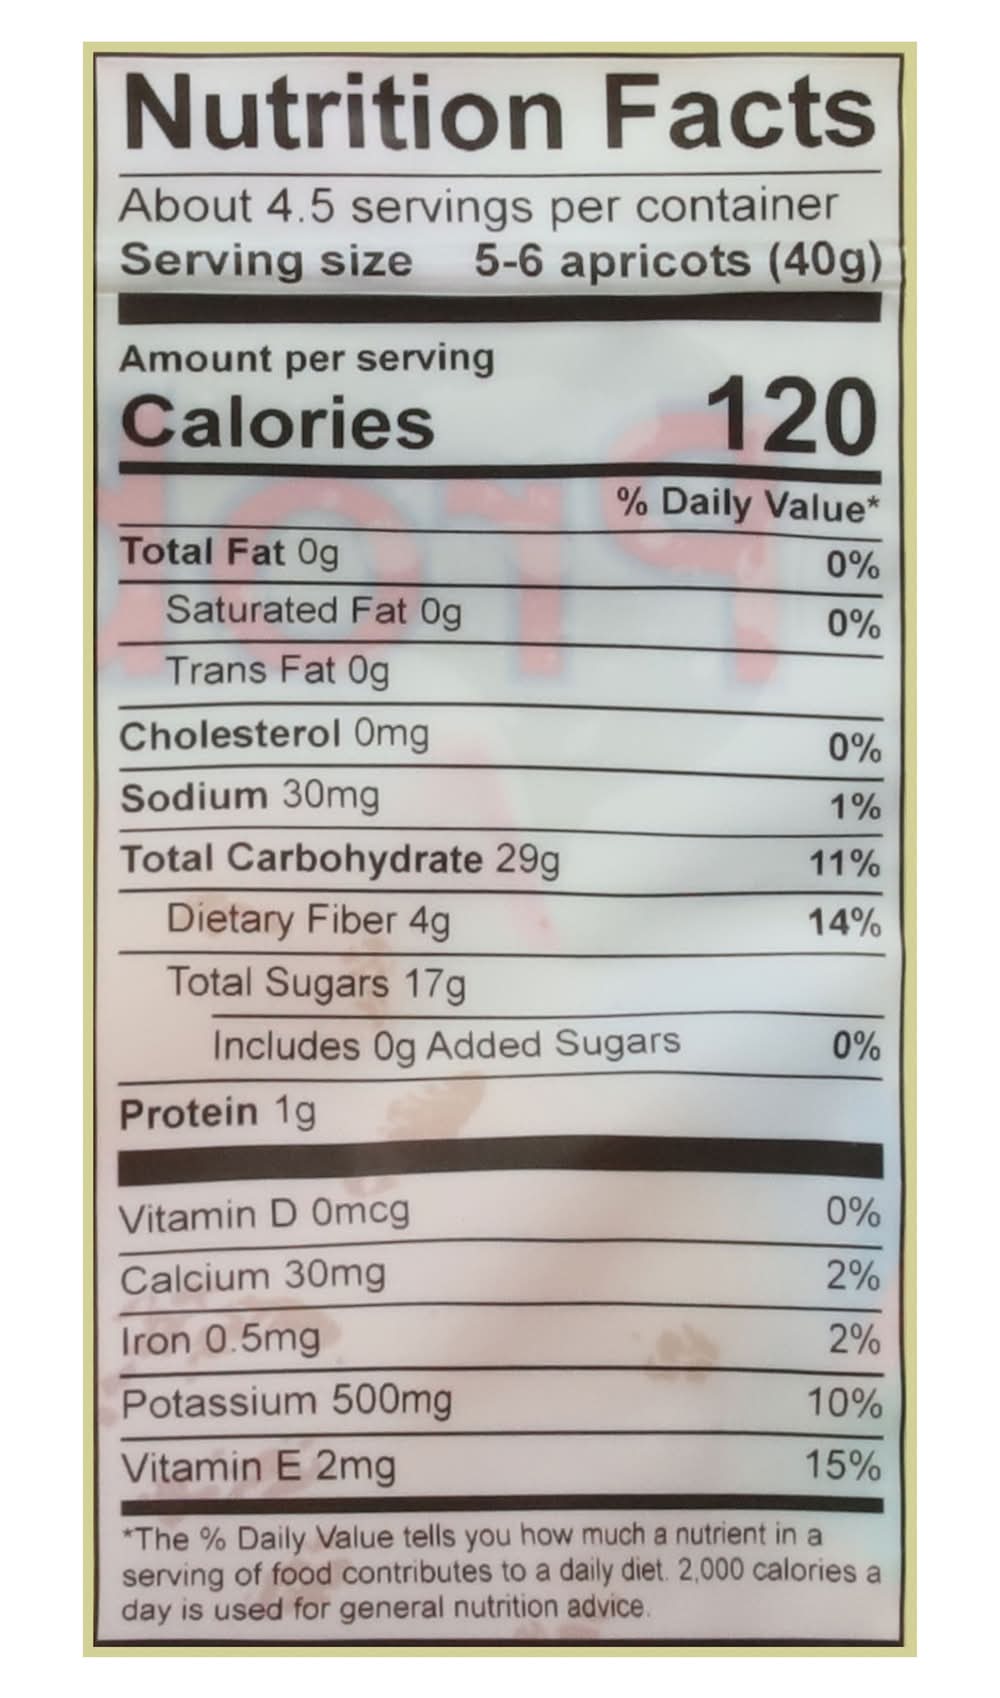 Nutrition Facts
About 4.5 servings per container
Serving size 5-6 apricots (40g)
Amount per serving
Calories 120
% Daily Value*
Total Fat 0g 0%
Saturated Fat 0g 0%
Trans Fat 0g
Cholesterol 0mg 0%
Sodium 30mg 1%
Total Carbohydrate 29g 11%
Dietary Fiber 4g 14%
Total Sugars 17g
Includes 0g Added Sugars 0%
Protein 1g
Vitamin D 0mcg 0%
Calcium 30mg 2%
Iron 0.5mg 2%
Potassium 500mg 10%
Vitamin E 2mg 15%
*The % Daily Value tells you how much a nutrient in a
serving of food contributes to a daily diet. 2,000 calories a
day is used for general nutrition advice.